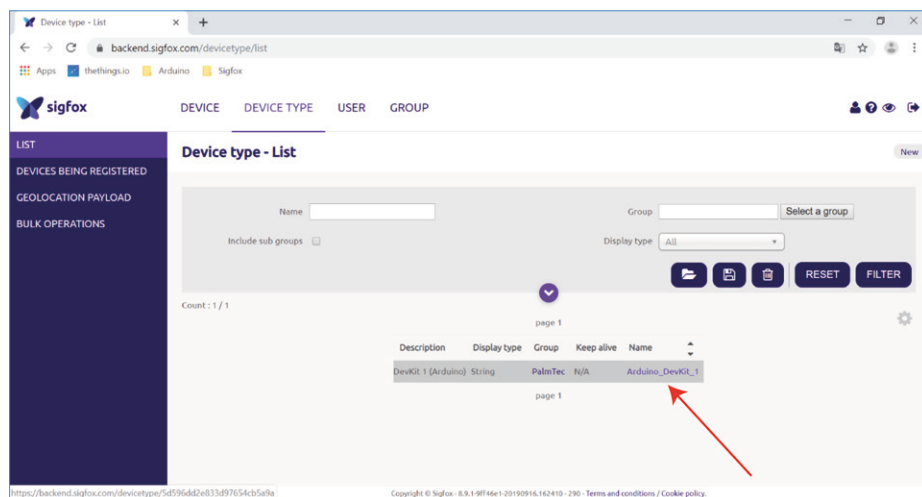 Device type - List
backend.sigfox.com/devicetype/list
Apps thethings.io Arduino Sigfox
sigfox DEVICE DEVICE TYPE USER GROUP
LIST
DEVICES BEING REGISTERED
GEOLOCATION PAYLOAD
BULK OPERATIONS
Device type - List New
Name Group Select a group
Include sub groups Display type All
RESET FILTER
Count : 1 / 1
page 1
Description Display type Group Keep alive Name
DevKit 1 (Arduino) String PalmTec N/A Arduino_DevKit_1
page 1
https://backend.sigfox.com/devicetype/5d596dd2e833d97654cb5a9a
Copyright © Sigfox - 8.9.1-9ff46e1-20190916.162410 - 290 - Terms and conditions / Cookie policy.